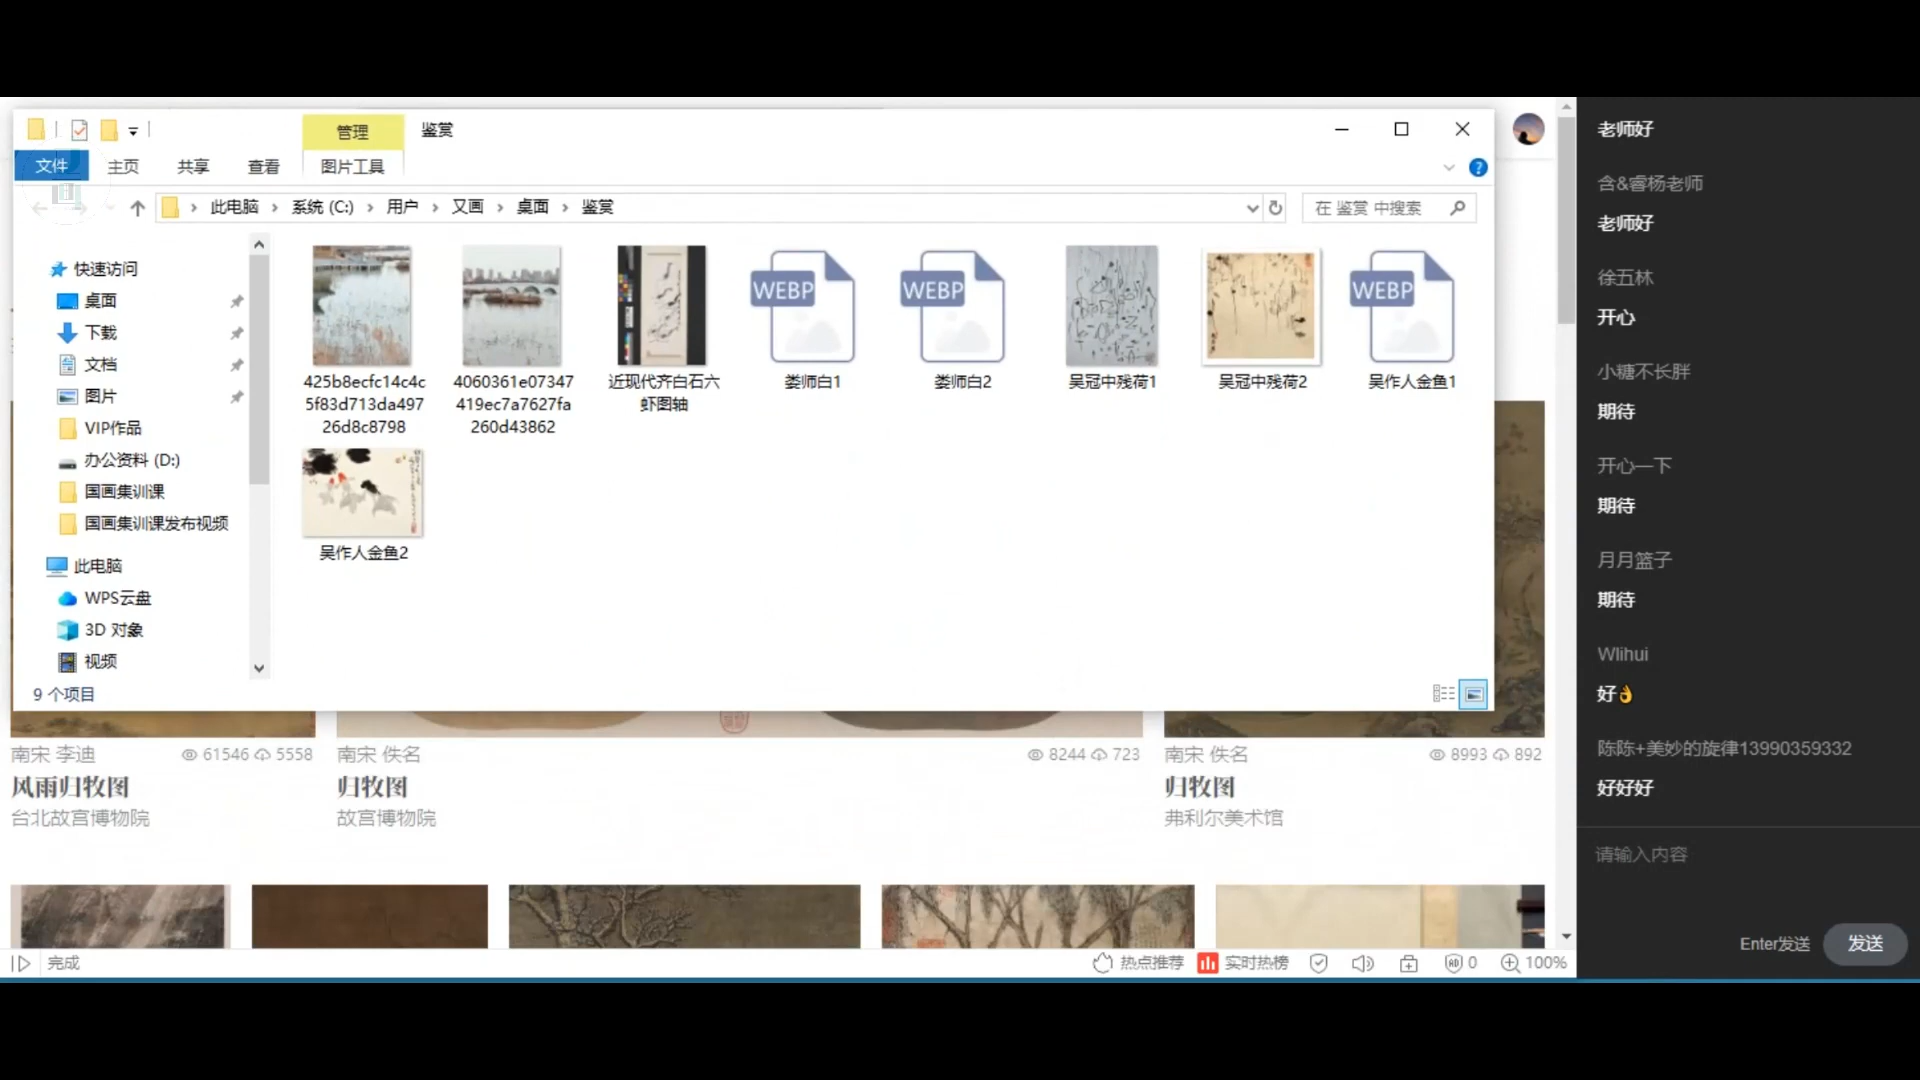 管理
鉴赏
文件
主页
共享
查看
图片工具
此电脑 › 系统 (C:) › 用户 › 又画 › 桌面 › 鉴赏
在 鉴赏 中搜索
快速访问
桌面
下载
文档
图片
VIP作品
办公资料 (D:)
国画集训课
国画集训课发布视频
此电脑
WPS云盘
3D 对象
视频
9 个项目
425b8ecfc14c4c
5f83d713da497
26d8c8798
4060361e07347
419ec7a7627fa
260d43862
近现代齐白石六
虾图轴
WEBP
娄师白1
WEBP
娄师白2
吴冠中残荷1
吴冠中残荷2
WEBP
吴作人金鱼1
吴作人金鱼2
南宋 李迪
61546
5558
风雨归牧图
台北故宫博物院
南宋 佚名
8244
723
归牧图
故宫博物院
南宋 佚名
8993
892
归牧图
弗利尔美术馆
完成
热点推荐
实时热榜
0
100%
老师好
含&睿杨老师
老师好
徐五林
开心
小糖不长胖
期待
开心一下
期待
月月篮子
期待
Wlihui
好👌
陈陈+美妙的旋律13990359332
好好好
请输入内容
Enter发送
发送